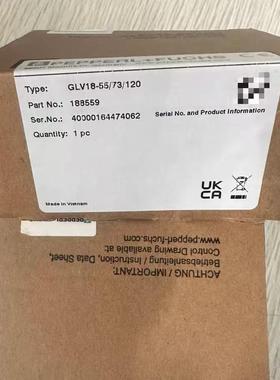 PEPPERL+FUCHS
Type: GLV18-55/73/120
Part No.: 188559
Ser.No.: 40000164474062
Quantity: 1 pc
Serial No. and Product Information
UK
CA
Made in Vietnam
ACHTUNG / IMPORTANT:
Betriebsanleitung / Instruction, Data Sheet,
Control Drawing available at:
www.pepperl-fuchs.com